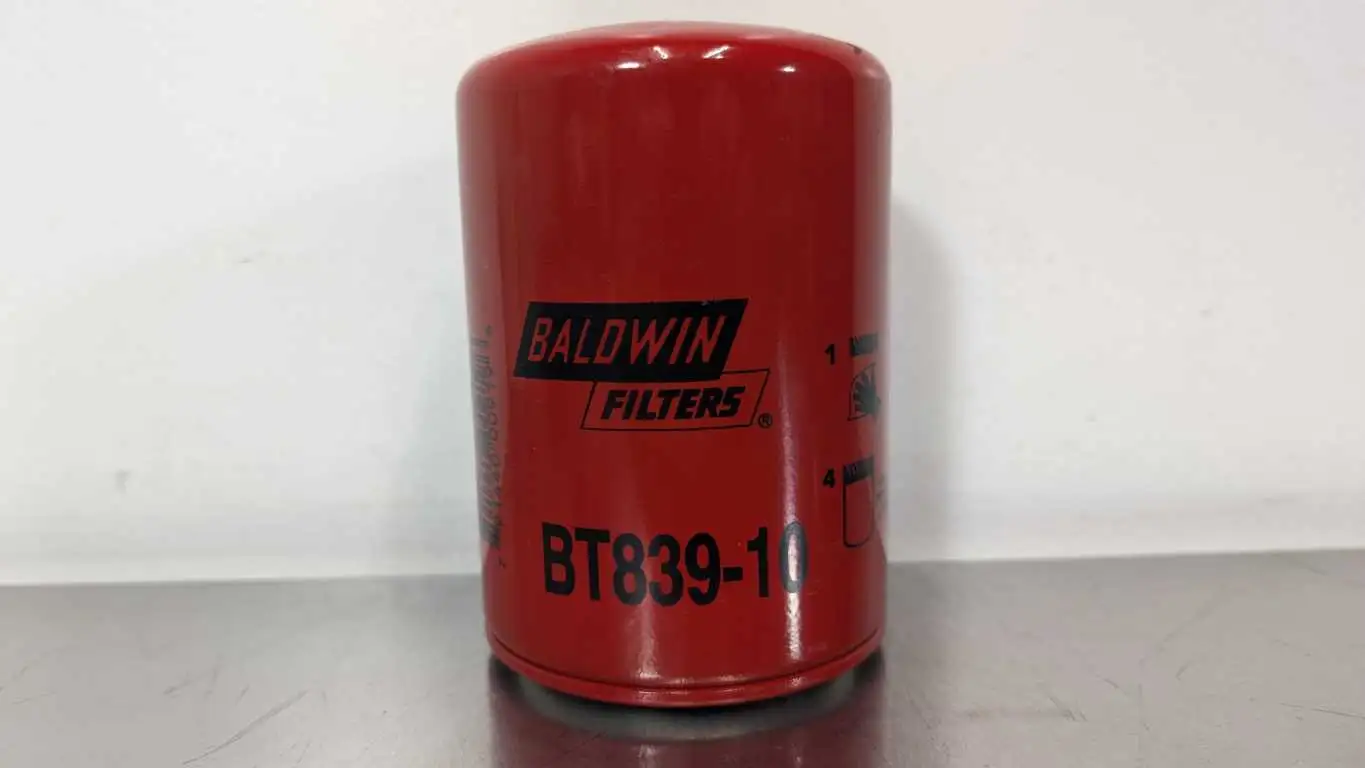 BALDWIN
FILTERS®
BT839-10
1
4